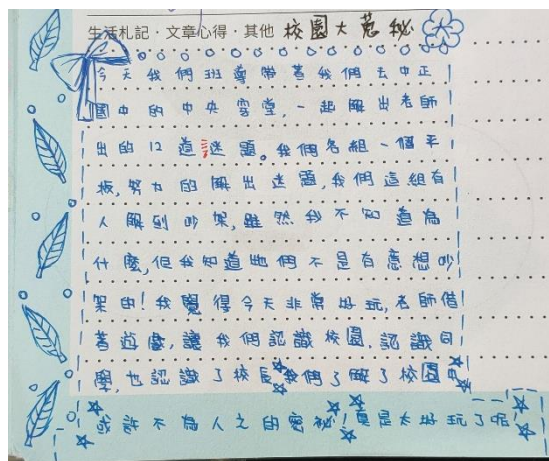 生活札記．文章心得．其他 校園大蒐秘
今天我們班導帶著我們去中正
國中的中央穿堂，一起解出老師
出的12道謎題。我們各組一個平
板，努力的解出迷題，我們這組有
人解到吵架，雖然我不知道為
什麼，但我知道他們不是有意想吵
架的！我覺得今天非常好玩，老師借
著遊戲，讓我們認識校園，認識同
學，也認識了校長，我們了解了校園中
或許不為人之的密祕！真是太好玩了呢